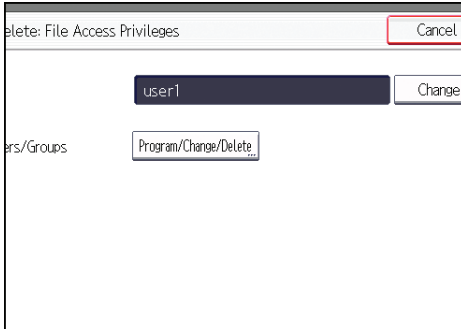 elete: File Access Privileges Cancel
user1 Change
ers/Groups Program/Change/Delete